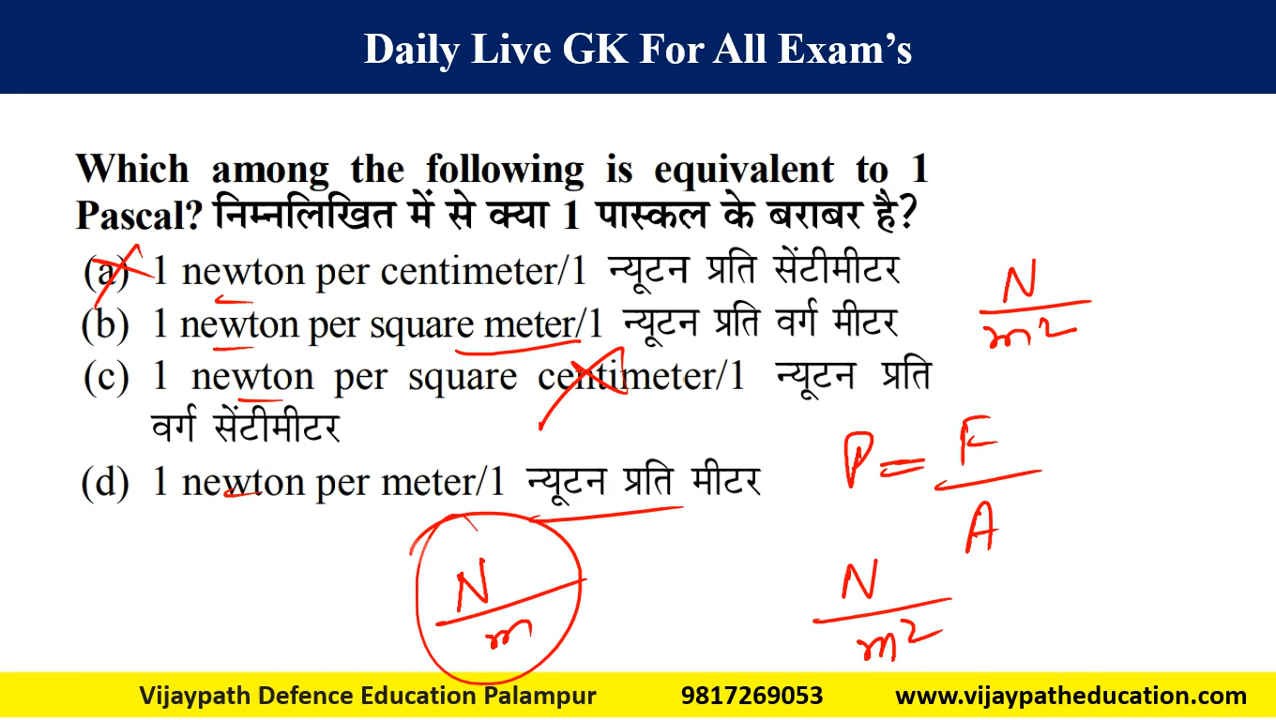 Daily Live GK For All Exam's
Which among the following is equivalent to 1
Pascal? निम्नलिखित में से क्या 1 पास्कल के बराबर है?
(a) 1 newton per centimeter/1 न्यूटन प्रति सेंटीमीटर
(b) 1 newton per square meter/1 न्यूटन प्रति वर्ग मीटर
(c) 1 newton per square centimeter/1 न्यूटन प्रति
वर्ग सेंटीमीटर
(d) 1 newton per meter/1 न्यूटन प्रति मीटर
N
m²
P = F
A
N
m
N
m²
Vijaypath Defence Education Palampur 9817269053 www.vijaypatheducation.com